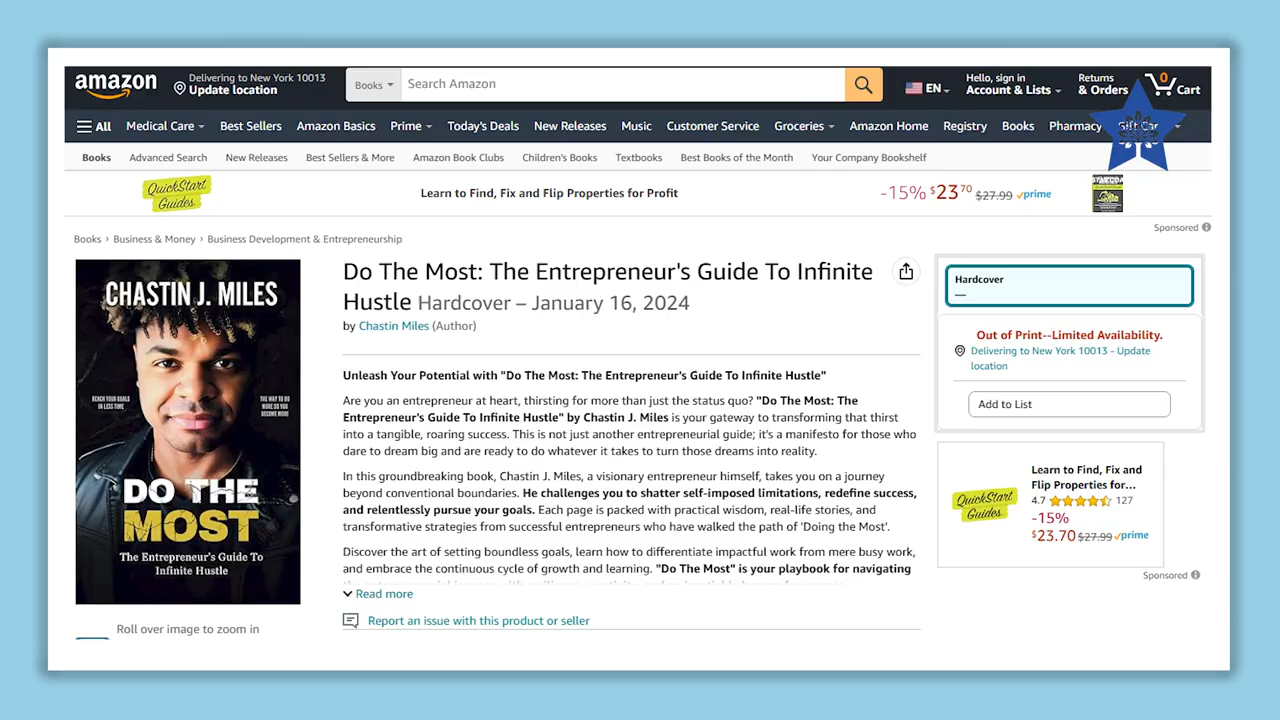 amazon
Delivering to New York 10013
Update location
Books
Search Amazon
EN
Hello, sign in
Account & Lists
Returns
& Orders
0
Cart
All
Medical Care
Best Sellers
Amazon Basics
Prime
Today's Deals
New Releases
Music
Customer Service
Groceries
Amazon Home
Registry
Books
Pharmacy
Books
Advanced Search
New Releases
Best Sellers & More
Amazon Book Clubs
Children's Books
Textbooks
Best Books of the Month
Your Company Bookshelf
QuickStart
Guides
Learn to Find, Fix and Flip Properties for Profit
-15% $23 70 $27.99 prime
Sponsored
Books › Business & Money › Business Development & Entrepreneurship
CHASTIN J. MILES
REACH YOUR GOALS
IN LESS TIME
THE WAY TO DO
MORE SO YOU
BECOME MORE
DO THE
MOST
The Entrepreneur's Guide To
Infinite Hustle
Roll over image to zoom in
Do The Most: The Entrepreneur's Guide To Infinite
Hustle Hardcover – January 16, 2024
by Chastin Miles (Author)
Unleash Your Potential with "Do The Most: The Entrepreneur's Guide To Infinite Hustle"
Are you an entrepreneur at heart, thirsting for more than just the status quo? "Do The Most: The
Entrepreneur's Guide To Infinite Hustle" by Chastin J. Miles is your gateway to transforming that thirst
into a tangible, roaring success. This is not just another entrepreneurial guide; it's a manifesto for those who
dare to dream big and are ready to do whatever it takes to turn those dreams into reality.
In this groundbreaking book, Chastin J. Miles, a visionary entrepreneur himself, takes you on a journey
beyond conventional boundaries. He challenges you to shatter self-imposed limitations, redefine success,
and relentlessly pursue your goals. Each page is packed with practical wisdom, real-life stories, and
transformative strategies from successful entrepreneurs who have walked the path of 'Doing the Most'.
Discover the art of setting boundless goals, learn how to differentiate impactful work from mere busy work,
and embrace the continuous cycle of growth and learning. "Do The Most" is your playbook for navigating
Read more
Report an issue with this product or seller
Hardcover
—
Out of Print--Limited Availability.
Delivering to New York 10013 - Update
location
Add to List
QuickStart
Guides
Learn to Find, Fix and
Flip Properties for...
4.7 127
-15%
$23.70 $27.99 prime
Sponsored